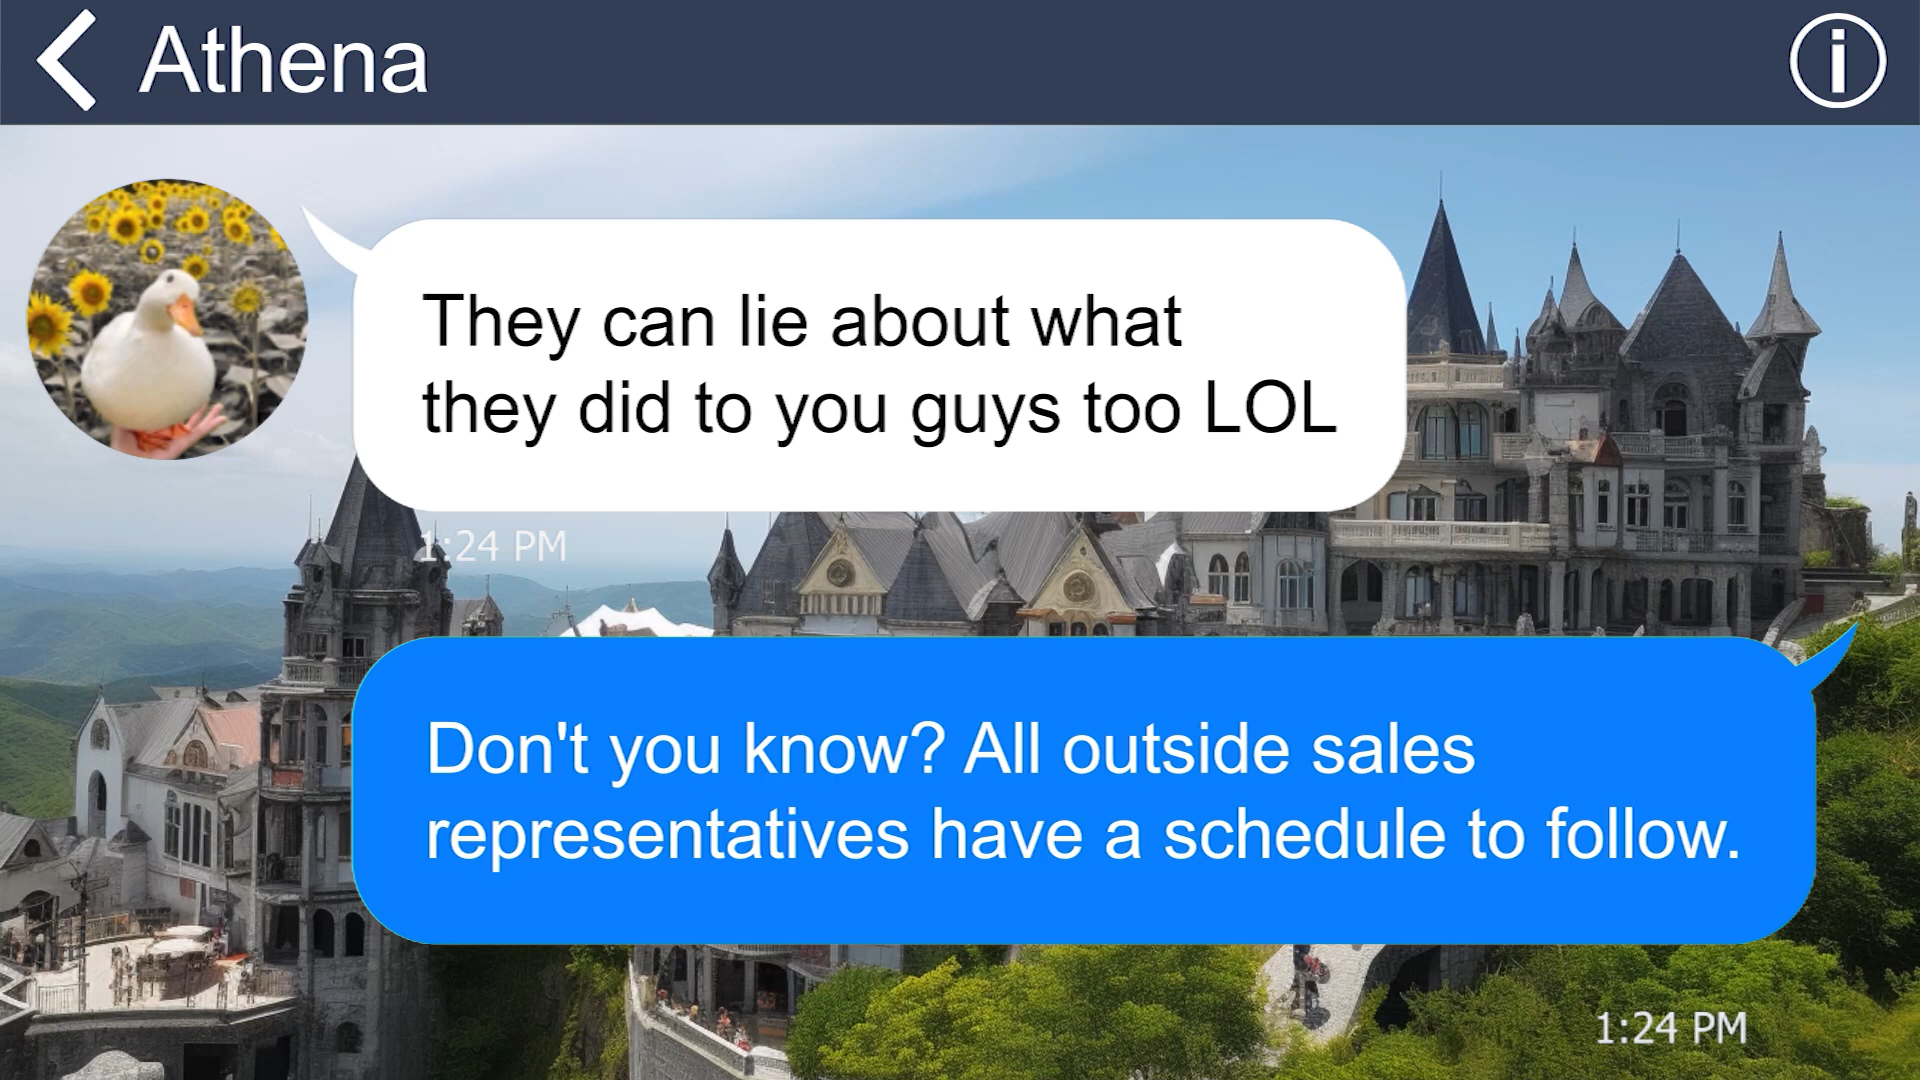 Athena
They can lie about what
they did to you guys too LOL
1:24 PM
Don't you know? All outside sales
representatives have a schedule to follow.
1:24 PM